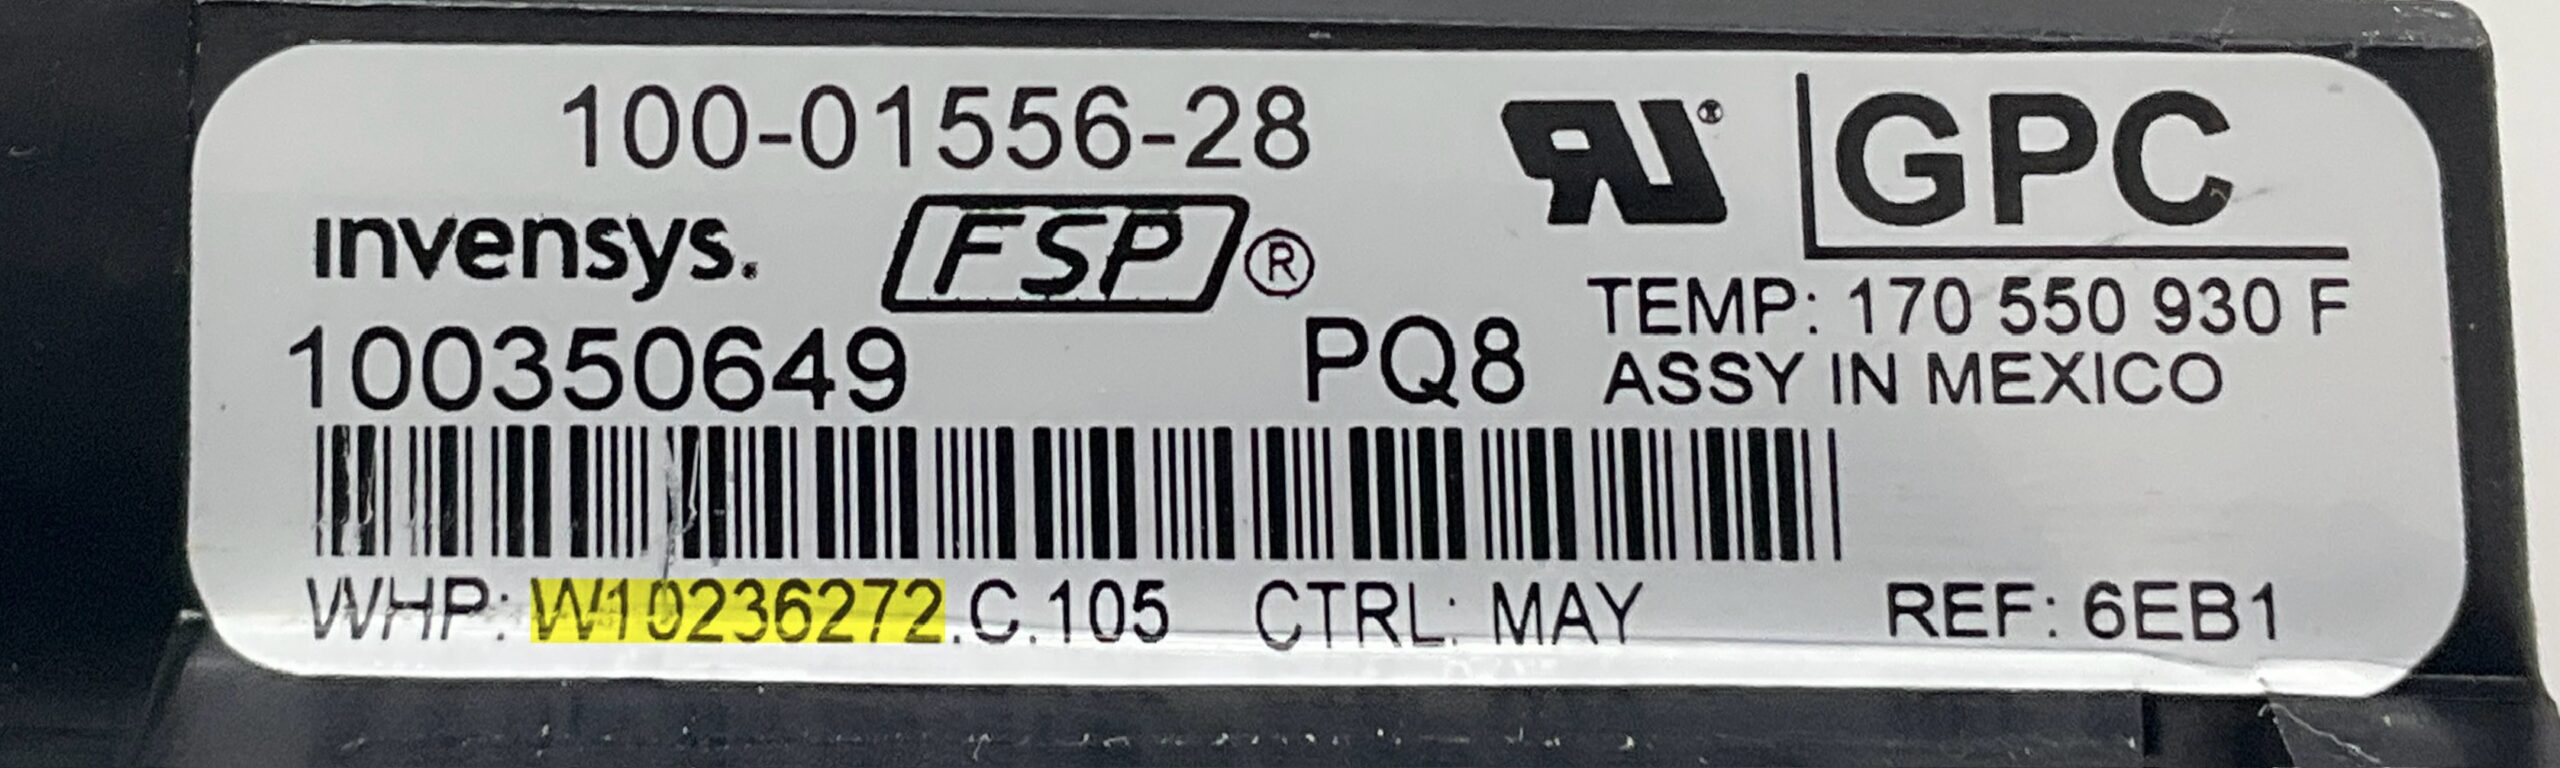 100-01556-28
RU® GPC
invensys. FSP®
TEMP: 170 550 930 F
100350649 PQ8 ASSY IN MEXICO
WHP: W10236272.C.105 CTRL: MAY REF: 6EB1